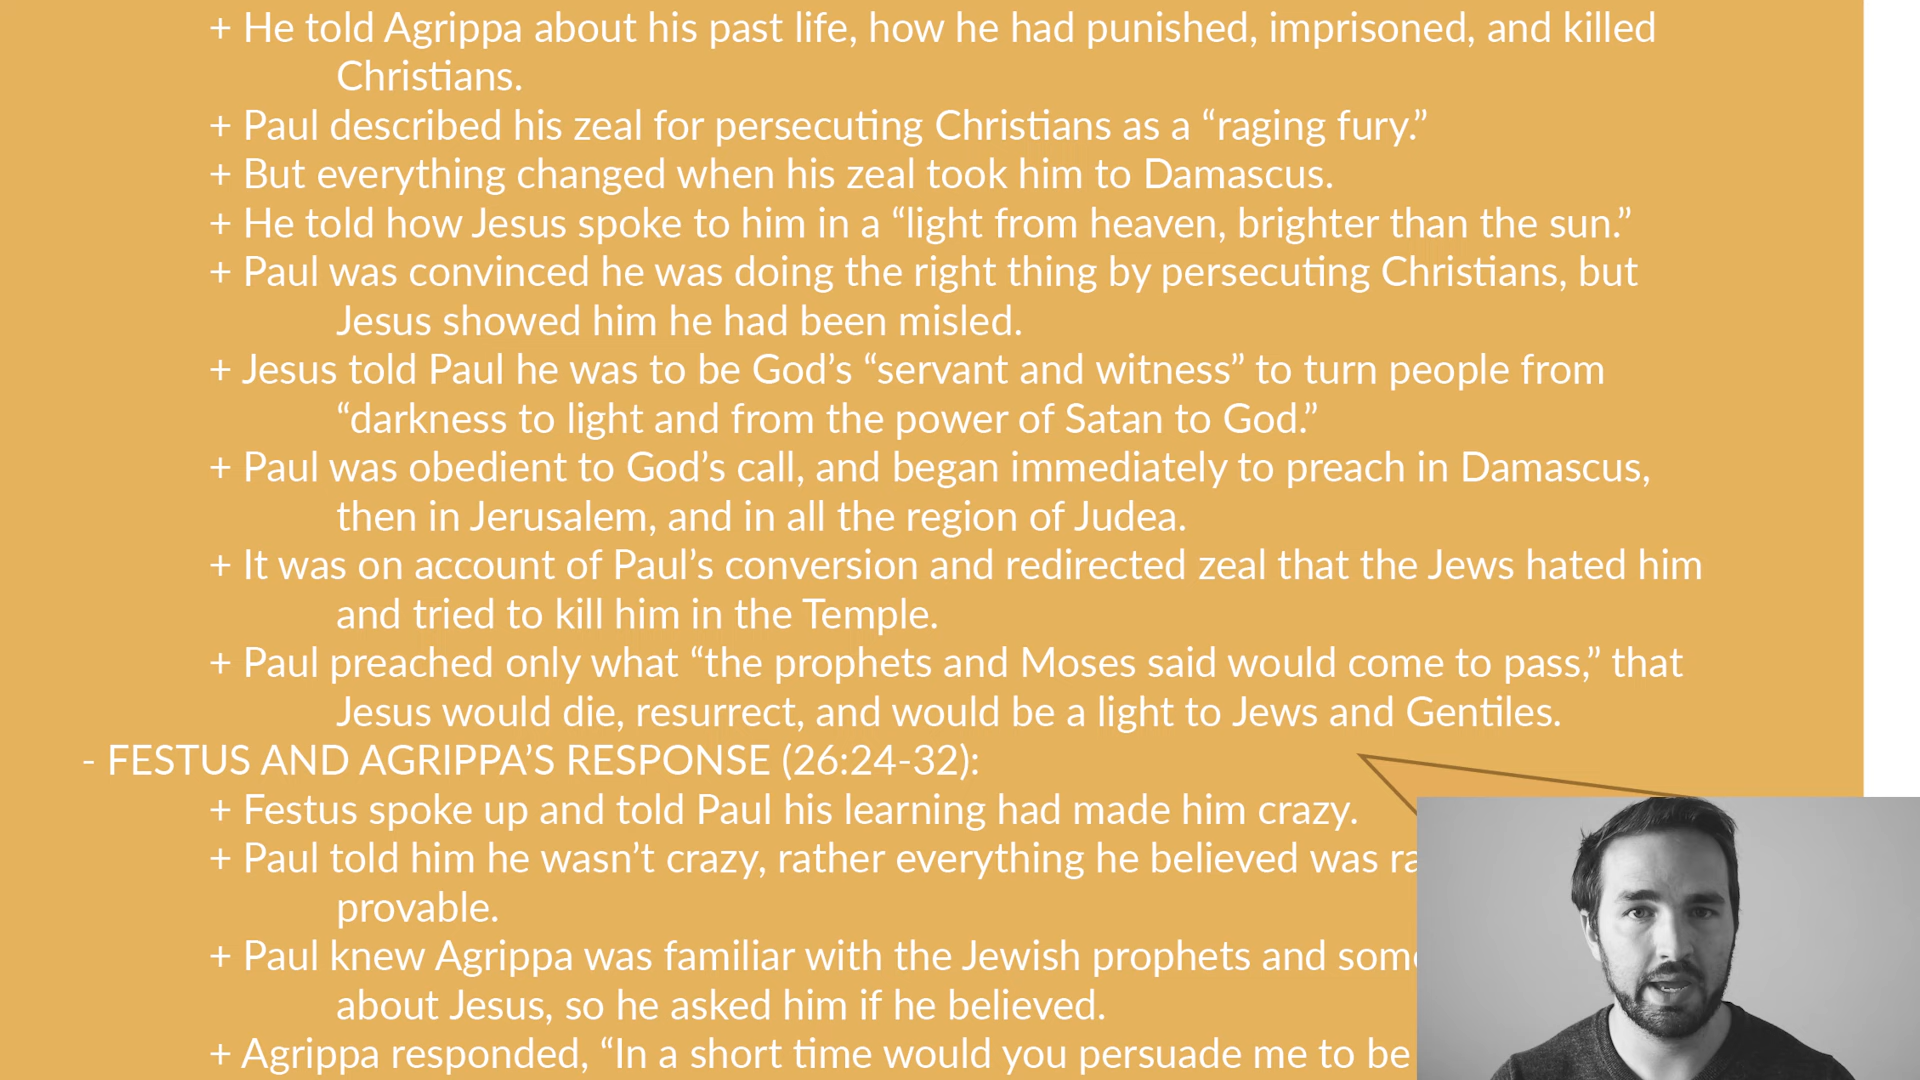 + He told Agrippa about his past life, how he had punished, imprisoned, and killed
Christians.
+ Paul described his zeal for persecuting Christians as a “raging fury.”
+ But everything changed when his zeal took him to Damascus.
+ He told how Jesus spoke to him in a “light from heaven, brighter than the sun.”
+ Paul was convinced he was doing the right thing by persecuting Christians, but
Jesus showed him he had been misled.
+ Jesus told Paul he was to be God’s “servant and witness” to turn people from
“darkness to light and from the power of Satan to God.”
+ Paul was obedient to God’s call, and began immediately to preach in Damascus,
then in Jerusalem, and in all the region of Judea.
+ It was on account of Paul’s conversion and redirected zeal that the Jews hated him
and tried to kill him in the Temple.
+ Paul preached only what “the prophets and Moses said would come to pass,” that
Jesus would die, resurrect, and would be a light to Jews and Gentiles.
- FESTUS AND AGRIPPA’S RESPONSE (26:24-32):
+ Festus spoke up and told Paul his learning had made him crazy.
+ Paul told him he wasn’t crazy, rather everything he believed was
provable.
+ Paul knew Agrippa was familiar with the Jewish prophets and
about Jesus, so he asked him if he believed.
+ Agrippa responded, “In a short time would you persuade me to be